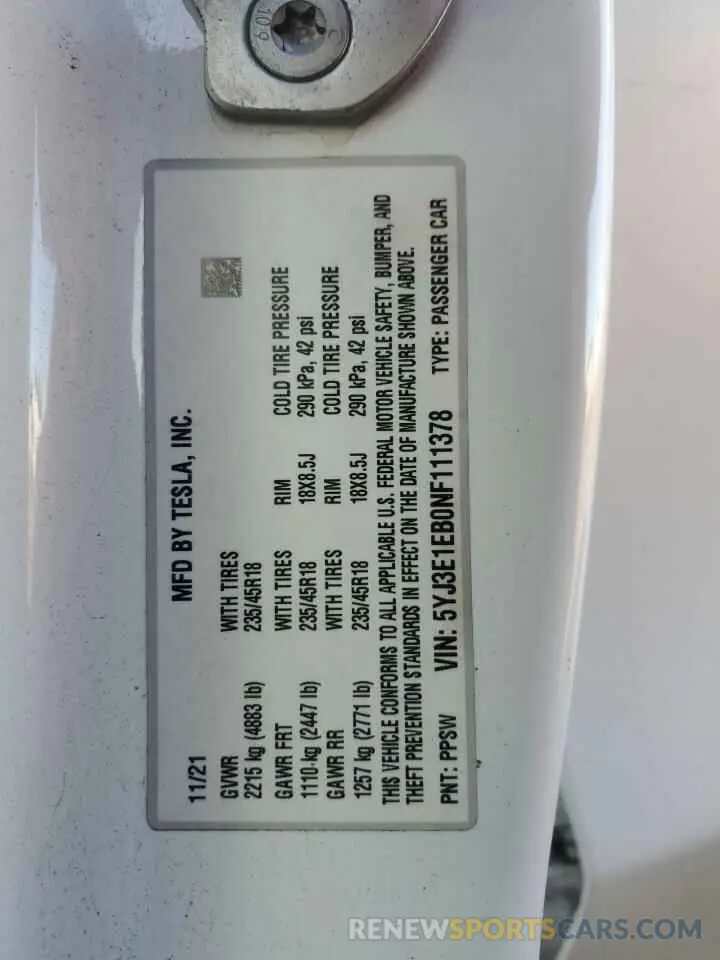 10.9
11/21 MFD BY TESLA, INC.
GVWR WITH TIRES
2215 kg (4883 lb) 235/45R18
GAWR FRT WITH TIRES RIM COLD TIRE PRESSURE
1110 kg (2447 lb) 235/45R18 18X8.5J 290 kPa, 42 psi
GAWR RR WITH TIRES RIM COLD TIRE PRESSURE
1257 kg (2771 lb) 235/45R18 18X8.5J 290 kPa, 42 psi
THIS VEHICLE CONFORMS TO ALL APPLICABLE U.S. FEDERAL MOTOR VEHICLE SAFETY, BUMPER, AND
THEFT PREVENTION STANDARDS IN EFFECT ON THE DATE OF MANUFACTURE SHOWN ABOVE.
PNT: PPSW VIN: 5YJ3E1EB0NF111378 TYPE: PASSENGER CAR
RENEWSPORTSCARS.COM